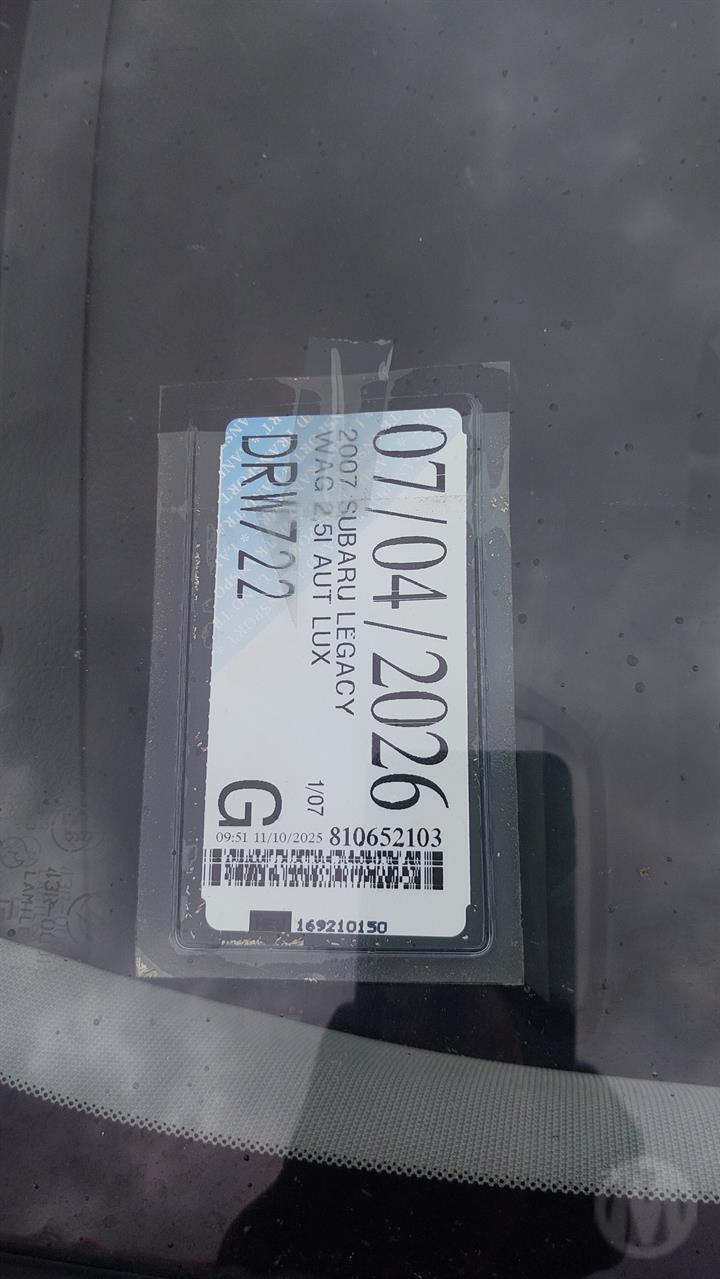 07/04/2026
2007 SUBARU LEGACY
WAG 2.5I AUT LUX
DRW722
1/07
G
09:51 11/10/2025 810652103
169210150